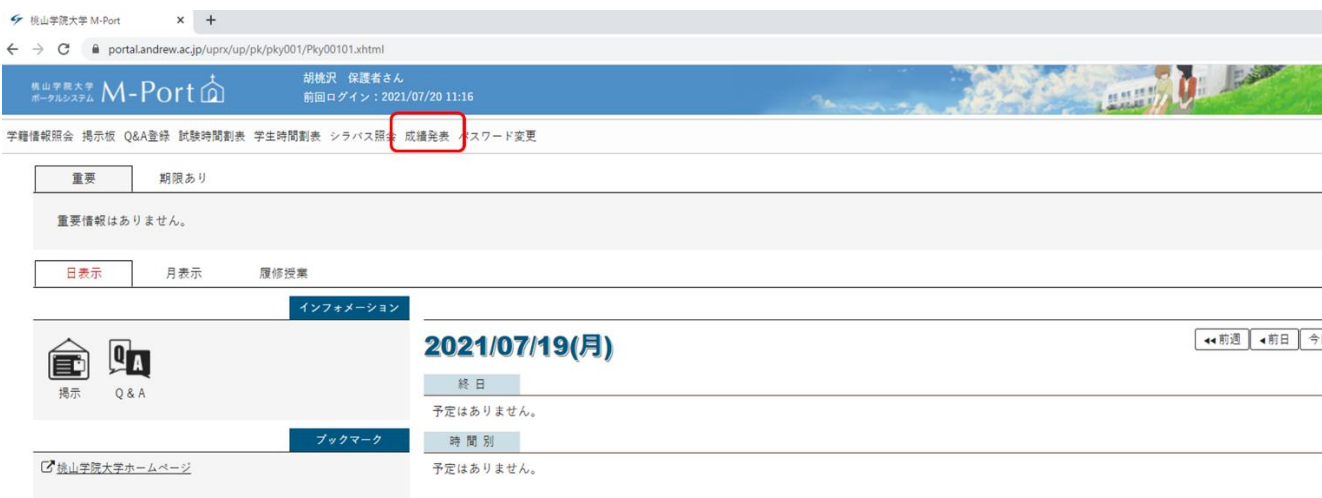 桃山学院大学 M-Port
portal.andrew.ac.jp/uprx/up/pk/pky001/Pky00101.xhtml
桃山学院大学
ポータルシステム M-Port
胡桃沢 保護者さん
前回ログイン:2021/07/20 11:16
学籍情報照会 掲示板 Q&A登録 試験時間割表 学生時間割表 シラバス照会 成績発表 パスワード変更
重要 期限あり
重要情報はありません。
日表示 月表示 履修授業
インフォメーション
掲示 Q&A
2021/07/19(月)
前週 前日
終日
予定はありません。
ブックマーク
桃山学院大学ホームページ
時間別
予定はありません。